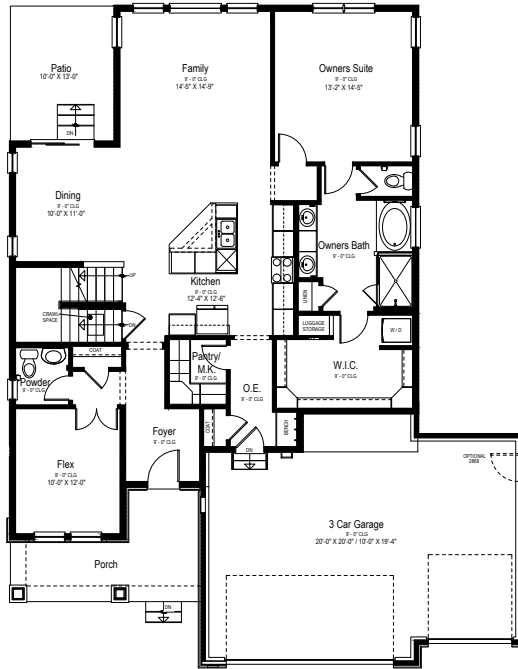 Patio
10'-0" X 13'-0"
DN
Family
9' - 0" CLG
14'-5" X 14'-9"
Owners Suite
9' - 0" CLG
13'-2" X 14'-5"
Dining
9' - 0" CLG
10'-0" X 11'-0"
Owners Bath
9' - 0" CLG
UP
Kitchen
9' - 0" CLG
12'-4" X 12'-6"
LINEN
CRAWL
SPACE
DN
LUGGAGE
STORAGE
W / D
COAT
Powder
9' - 0" CLG
Pantry/
M.K.
9' - 0" CLG
W.I.C.
9' - 0" CLG
O.E.
9' - 0" CLG
Foyer
9' - 0" CLG
COAT
BENCH
DN
Flex
9' - 0" CLG
10'-0" X 12'-0"
OPTIONAL
2868
3 Car Garage
9' - 0" CLG
20'-0" X 20'-0" / 10'-0" X 19'-4"
Porch
DN